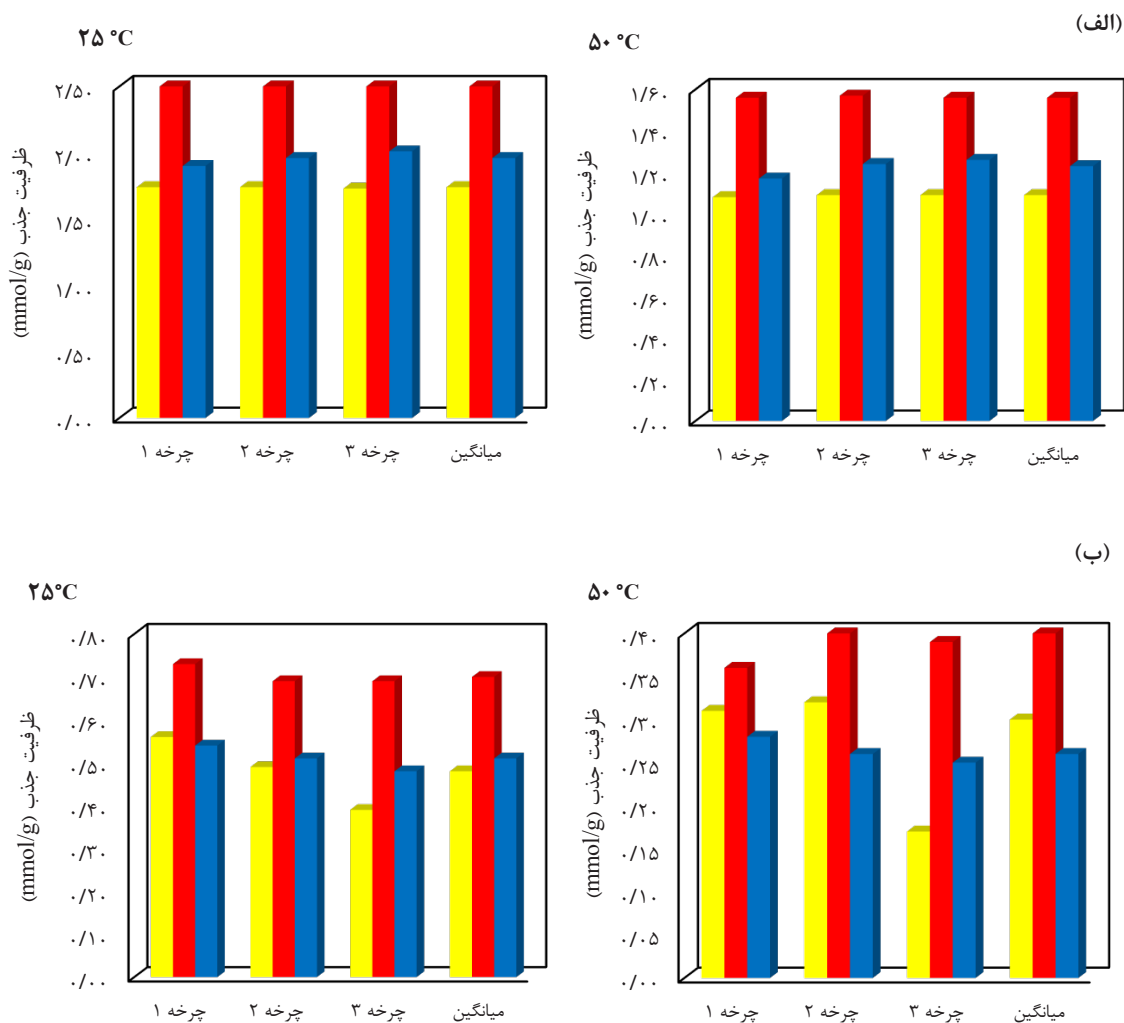 (الف)
۲۵ °C
ظرفیت جذب (mmol/g)
۲/۵۰
۲/۰۰
۱/۵۰
۱/۰۰
۰/۵۰
۰/۰۰
چرخه ۱
چرخه ۲
چرخه ۳
میانگین
۵۰ °C
ظرفیت جذب (mmol/g)
۱/۶۰
۱/۴۰
۱/۲۰
۱/۰۰
۰/۸۰
۰/۶۰
۰/۴۰
۰/۲۰
۰/۰۰
چرخه ۱
چرخه ۲
چرخه ۳
میانگین
(ب)
۲۵°C
ظرفیت جذب (mmol/g)
۰/۸۰
۰/۷۰
۰/۶۰
۰/۵۰
۰/۴۰
۰/۳۰
۰/۲۰
۰/۱۰
۰/۰۰
چرخه ۱
چرخه ۲
چرخه ۳
میانگین
۵۰ °C
ظرفیت جذب (mmol/g)
۰/۴۰
۰/۳۵
۰/۳۰
۰/۲۵
۰/۲۰
۰/۱۵
۰/۱۰
۰/۰۵
۰/۰۰
چرخه ۱
چرخه ۲
چرخه ۳
میانگین